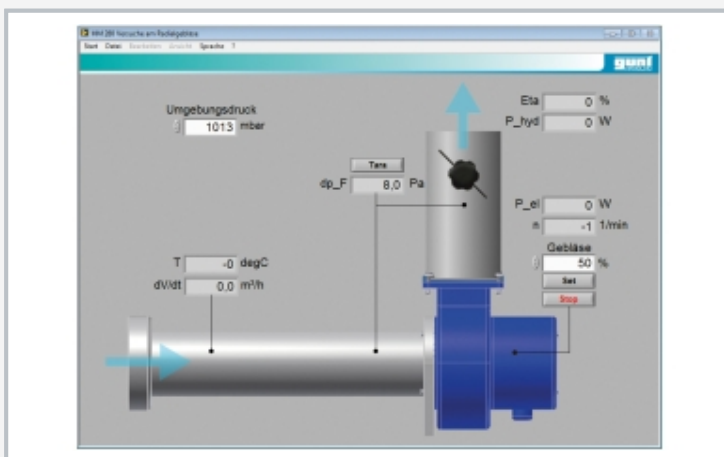 HM 280 Versuche am Radialgebläse
Start Datei Bearbeiten Ansicht Sprache ?
gunt
Umgebungsdruck
1013 mbar
Eta 0 %
P_hyd 0 W
Tara
dp_F 8,0 Pa
P_el 0 W
n -1 1/min
Gebläse
50 %
Set
Stop
T -0 degC
dV/dt 0,0 m³/h